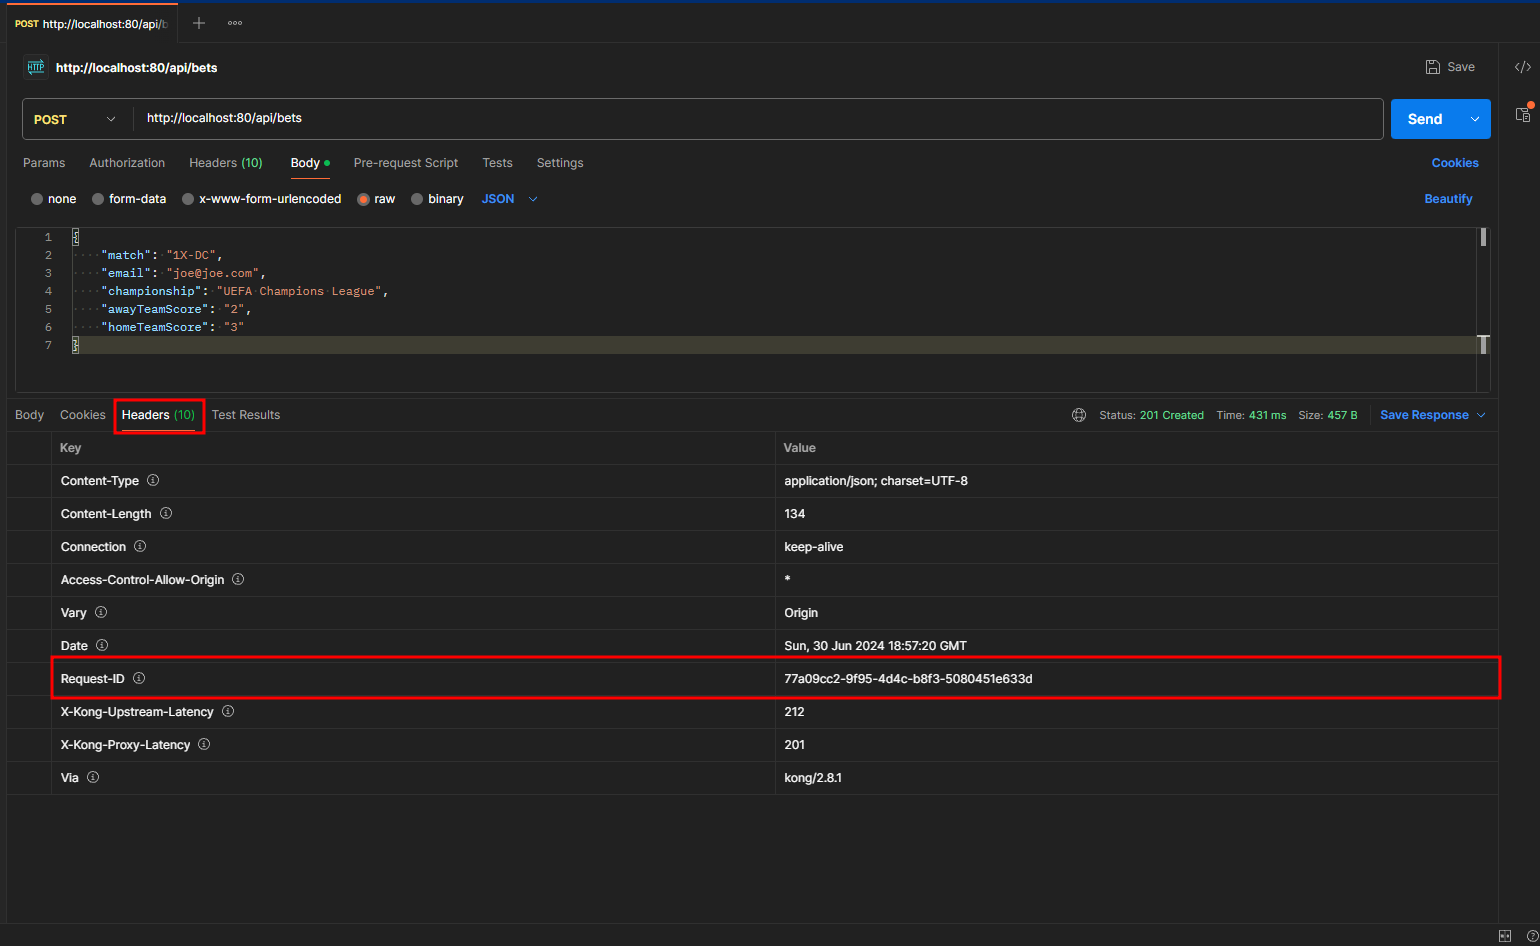 POST http://localhost:80/api/b
HTTP http://localhost:80/api/bets Save </>
POST http://localhost:80/api/bets Send
Params Authorization Headers (10) Body Pre-request Script Tests Settings Cookies
none form-data x-www-form-urlencoded raw binary JSON Beautify
1 {
2 "match": "1X-DC",
3 "email": "joe@joe.com",
4 "championship": "UEFA Champions League",
5 "awayTeamScore": "2",
6 "homeTeamScore": "3"
7 }
Body Cookies Headers (10) Test Results Status: 201 Created Time: 431 ms Size: 457 B Save Response
Key Value
Content-Type application/json; charset=UTF-8
Content-Length 134
Connection keep-alive
Access-Control-Allow-Origin *
Vary Origin
Date Sun, 30 Jun 2024 18:57:20 GMT
Request-ID 77a09cc2-9f95-4d4c-b8f3-5080451e633d
X-Kong-Upstream-Latency 212
X-Kong-Proxy-Latency 201
Via kong/2.8.1